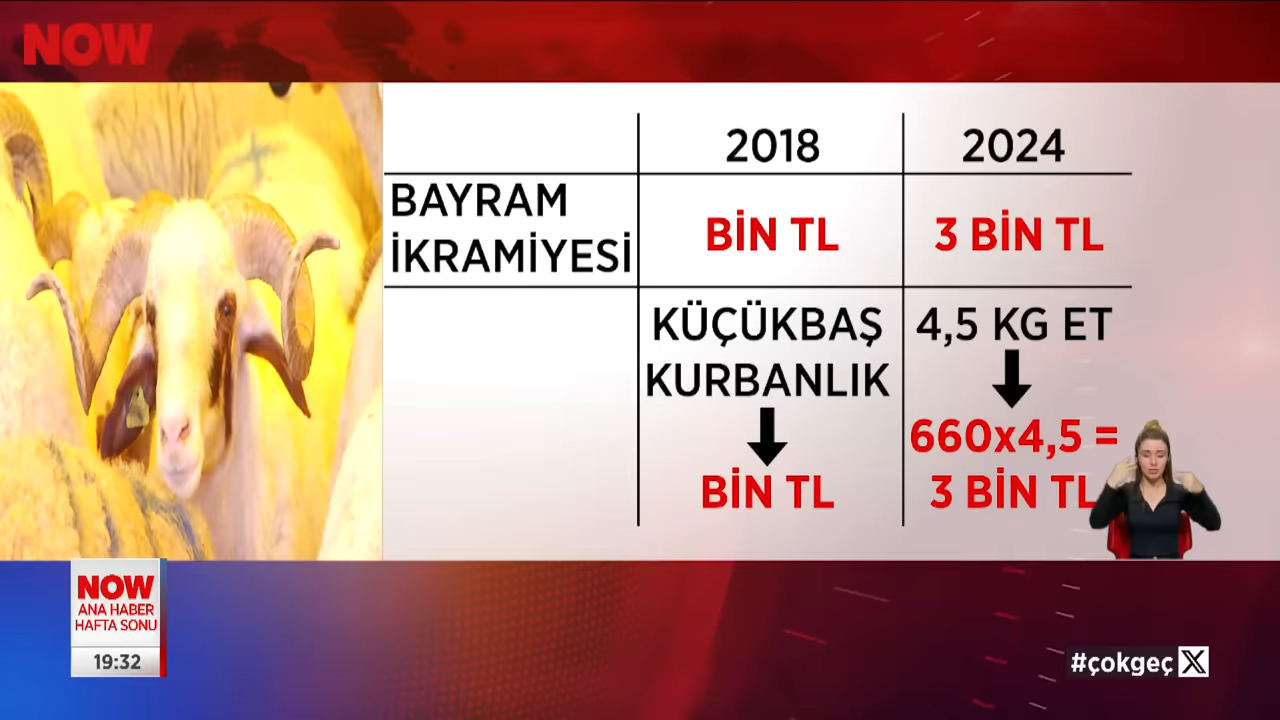 NOW
2018
2024
BAYRAM
İKRAMİYESİ
BİN TL
3 BİN TL
KÜÇÜKBAŞ
KURBANLIK
BİN TL
4,5 KG ET
660x4,5 =
3 BİN TL
NOW
ANA HABER
HAFTA SONU
19:32
#çokgeç X